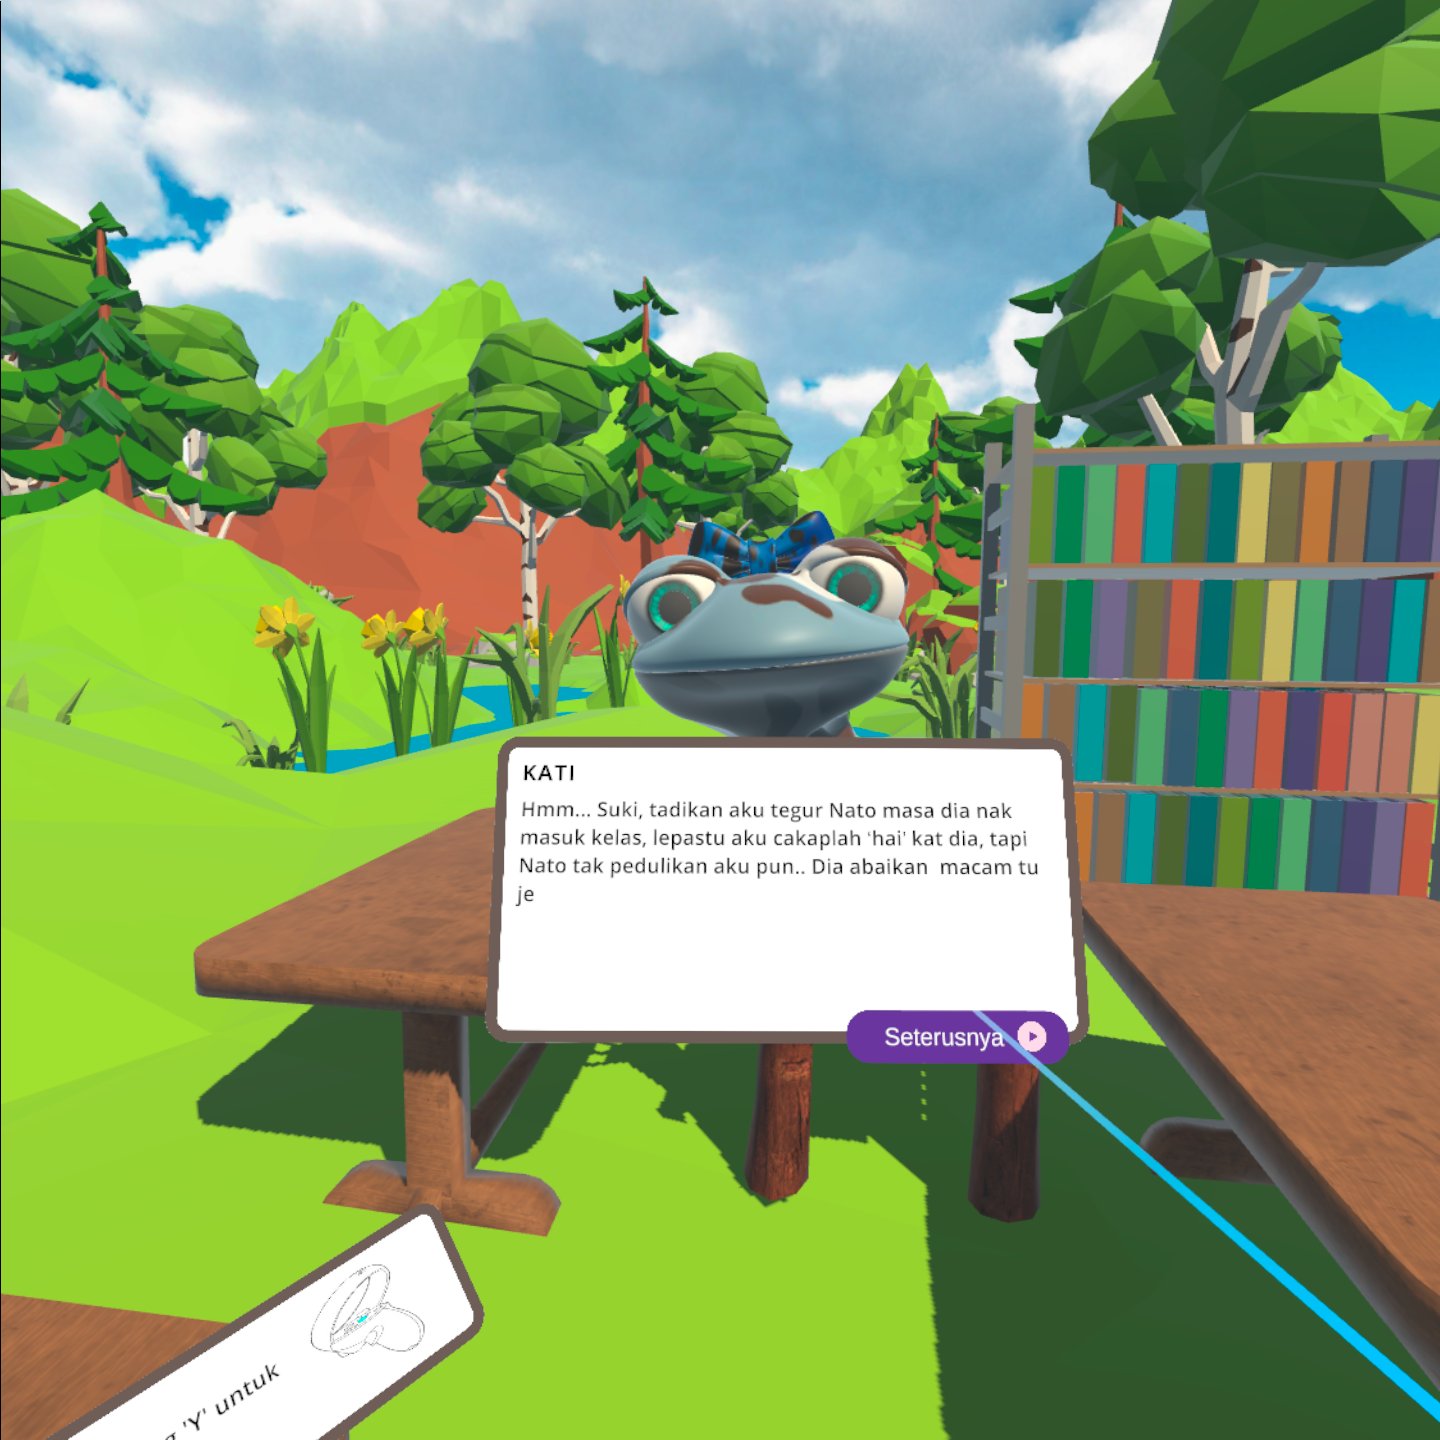 KATI
Hmm... Suki, tadikan aku tegur Nato masa dia nak
masuk kelas, lepastu aku cakaplah 'hai' kat dia, tapi
Nato tak pedulikan aku pun.. Dia abaikan  macam tu
je
Seterusnya
'Y' untuk